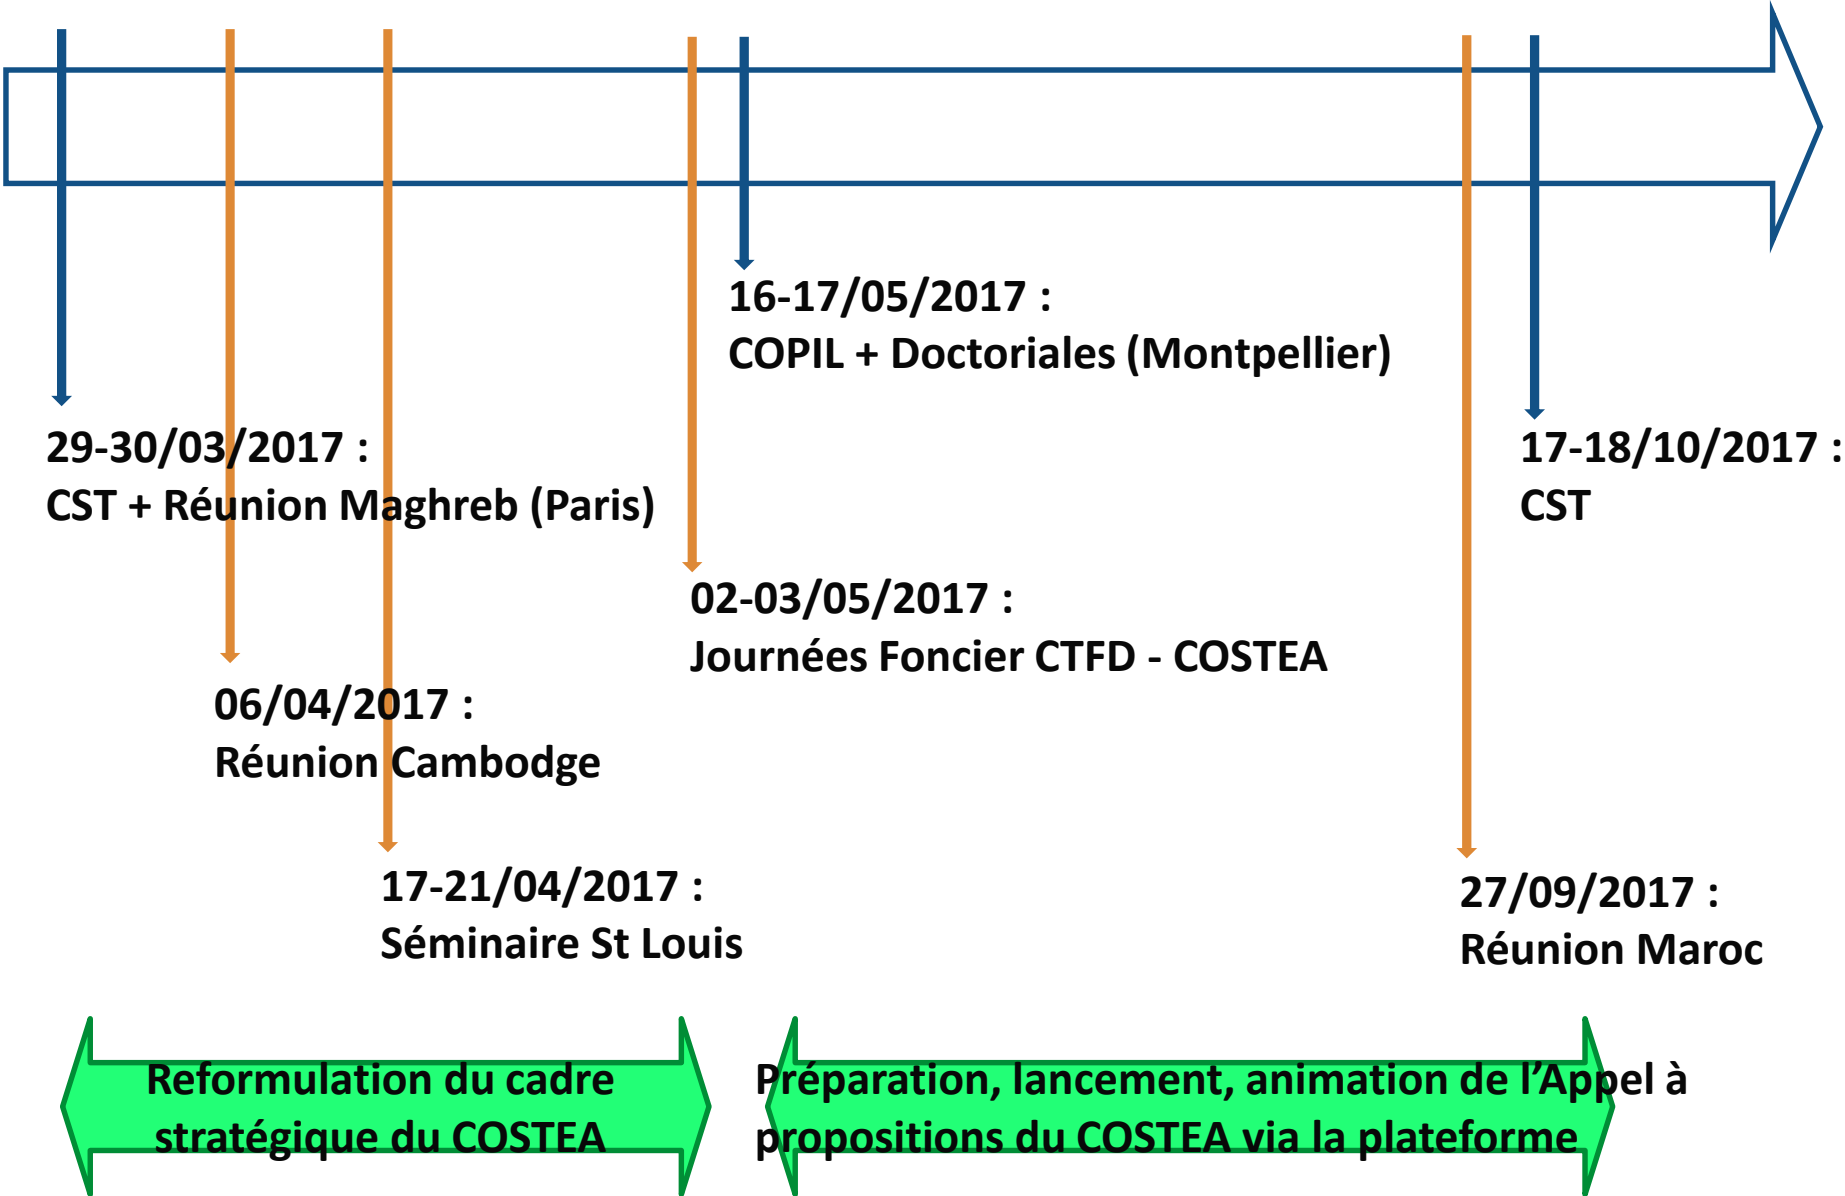 16-17/05/2017 :
COPIL + Doctoriales (Montpellier)
29-30/03/2017 :
CST + Réunion Maghreb (Paris)
17-18/10/2017 :
CST
02-03/05/2017 :
Journées Foncier CTFD - COSTEA
06/04/2017 :
Réunion Cambodge
17-21/04/2017 :
Séminaire St Louis
27/09/2017 :
Réunion Maroc
Reformulation du cadre
stratégique du COSTEA
Préparation, lancement, animation de l’Appel à
propositions du COSTEA via la plateforme